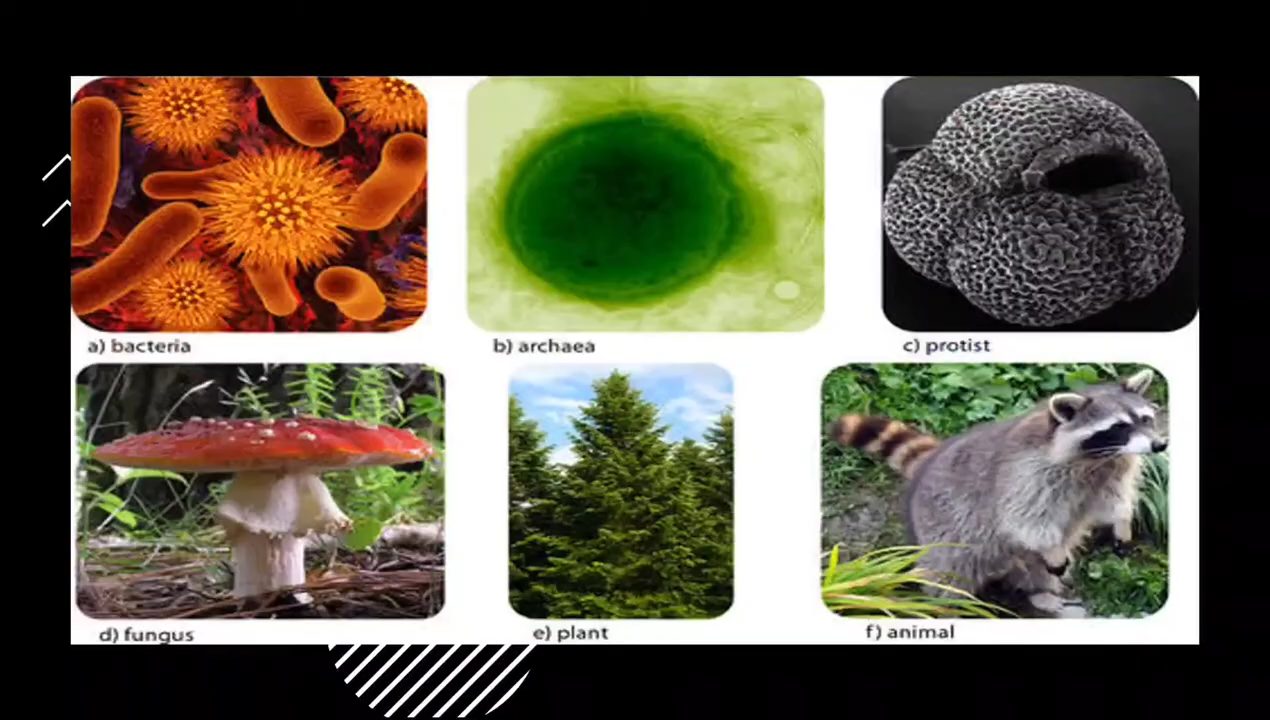 a) bacteria
b) archaea
c) protist
d) fungus
e) plant
f) animal